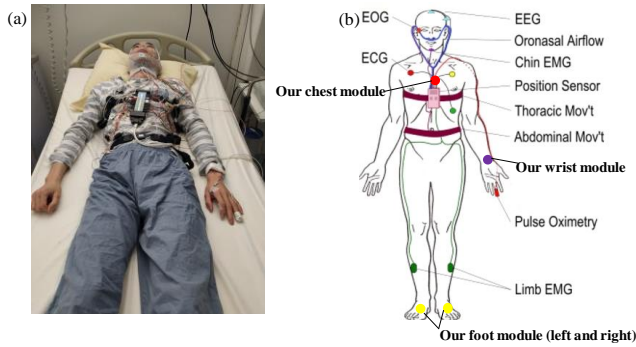 (a)
(b)
EOG
EEG
Oronasal Airflow
ECG
Chin EMG
Our chest module
Position Sensor
Thoracic Mov't
Abdominal Mov't
Our wrist module
Pulse Oximetry
Limb EMG
Our foot module (left and right)